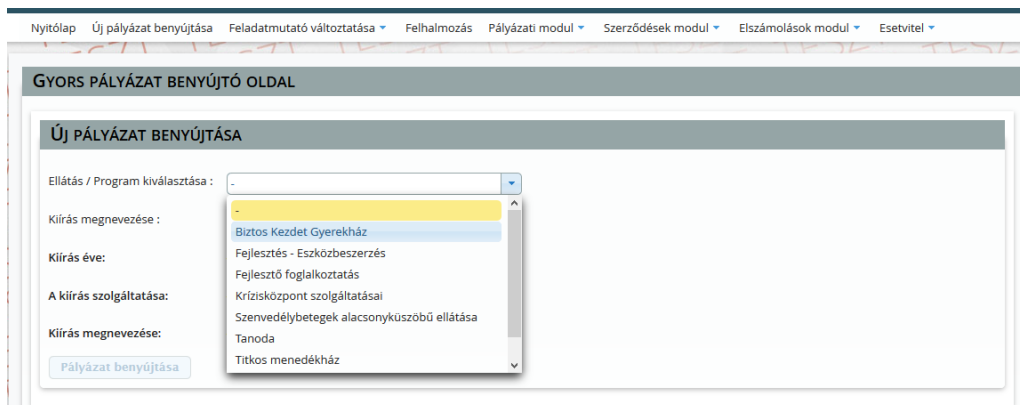 Nyitólap Új pályázat benyújtása Feladatmutató változtatása Felhalmozás Pályázati modul Szerződések modul Elszámolások modul Esetvitel
GYORS PÁLYÁZAT BENYÚJTÓ OLDAL
ÚJ PÁLYÁZAT BENYÚJTÁSA
Ellátás / Program kiválasztása : -
-
Kiírás megnevezése :
Biztos Kezdet Gyerekház
Kiírás éve:
Fejlesztés - Eszközbeszerzés
Fejlesztő foglalkoztatás
A kiírás szolgáltatása:
Krízisközpont szolgáltatásai
Szenvedélybetegek alacsonyküszöbű ellátása
Kiírás megnevezése:
Tanoda
Titkos menedékház
Pályázat benyújtása